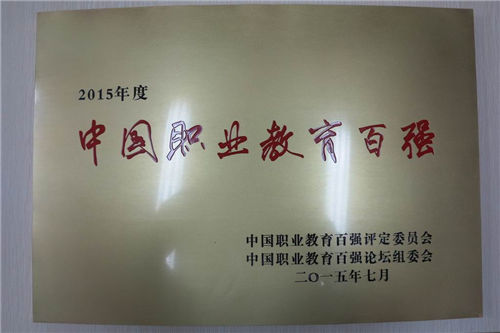 2015年度
中国职业教育百强
中国职业教育百强评定委员会
中国职业教育百强论坛组委会
二〇一五年七月